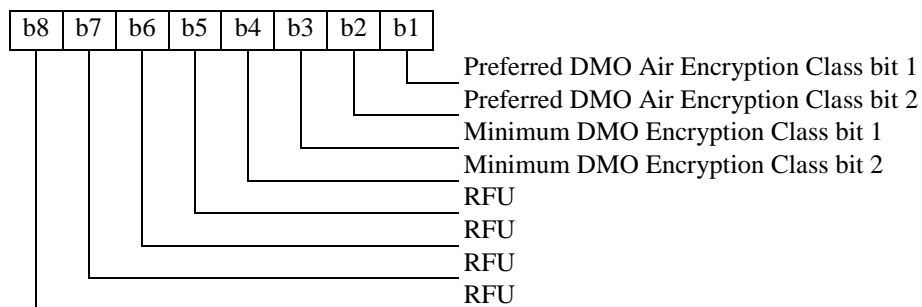 b8 b7 b6 b5 b4 b3 b2 b1
Preferred DMO Air Encryption Class bit 1
Preferred DMO Air Encryption Class bit 2
Minimum DMO Encryption Class bit 1
Minimum DMO Encryption Class bit 2
RFU
RFU
RFU
RFU